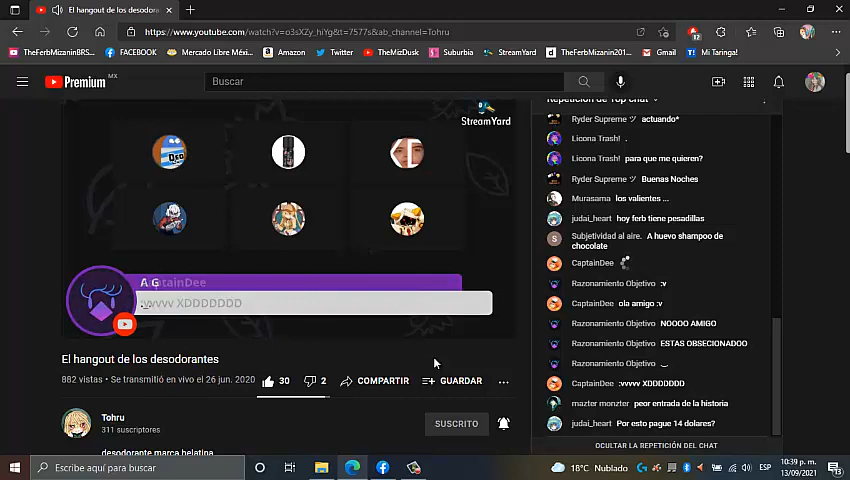 El hangout de los desodora
https://www.youtube.com/watch?v=o3sXZy_hiYg&t=7577s&ab_channel=Tohru
TheFerbMizaninBRS...
FACEBOOK
Mercado Libre Méxi...
Amazon
Twitter
TheMizDusk
Suburbia
StreamYard
TheFerbMizanin201...
Gmail
Mi Taringa!
Premium MX
Buscar
StreamYard
A G
CaptainDee
:vvvvv XDDDDDDD
El hangout de los desodorantes
882 vistas • Se transmitió en vivo el 26 jun. 2020
30
2
COMPARTIR
GUARDAR
Tohru
311 suscriptores
SUSCRITO
desodorante marca helatina
Repetición de Top Chat
Ryder Supreme ツ actuando*
Licona Trash! .
Licona Trash! para que me quieren?
Ryder Supreme ツ Buenas Noches
Murasama los valientes ...
judai_heart hoy ferb tiene pesadillas
Subjetividad al aire. A huevo shampoo de
chocolate
CaptainDee
Razonamiento Objetivo :v
CaptainDee ola amigo :v
Razonamiento Objetivo NOOOO AMIGO
Razonamiento Objetivo ESTAS OBSECIONADOO
Razonamiento Objetivo ._.
CaptainDee :vvvvv XDDDDDDD
mazter monzter peor entrada de la historia
judai_heart Por esto pague 14 dolares?
OCULTAR LA REPETICIÓN DEL CHAT
Escribe aquí para buscar
18°C Nublado
ESP
10:39 p. m.
13/09/2021